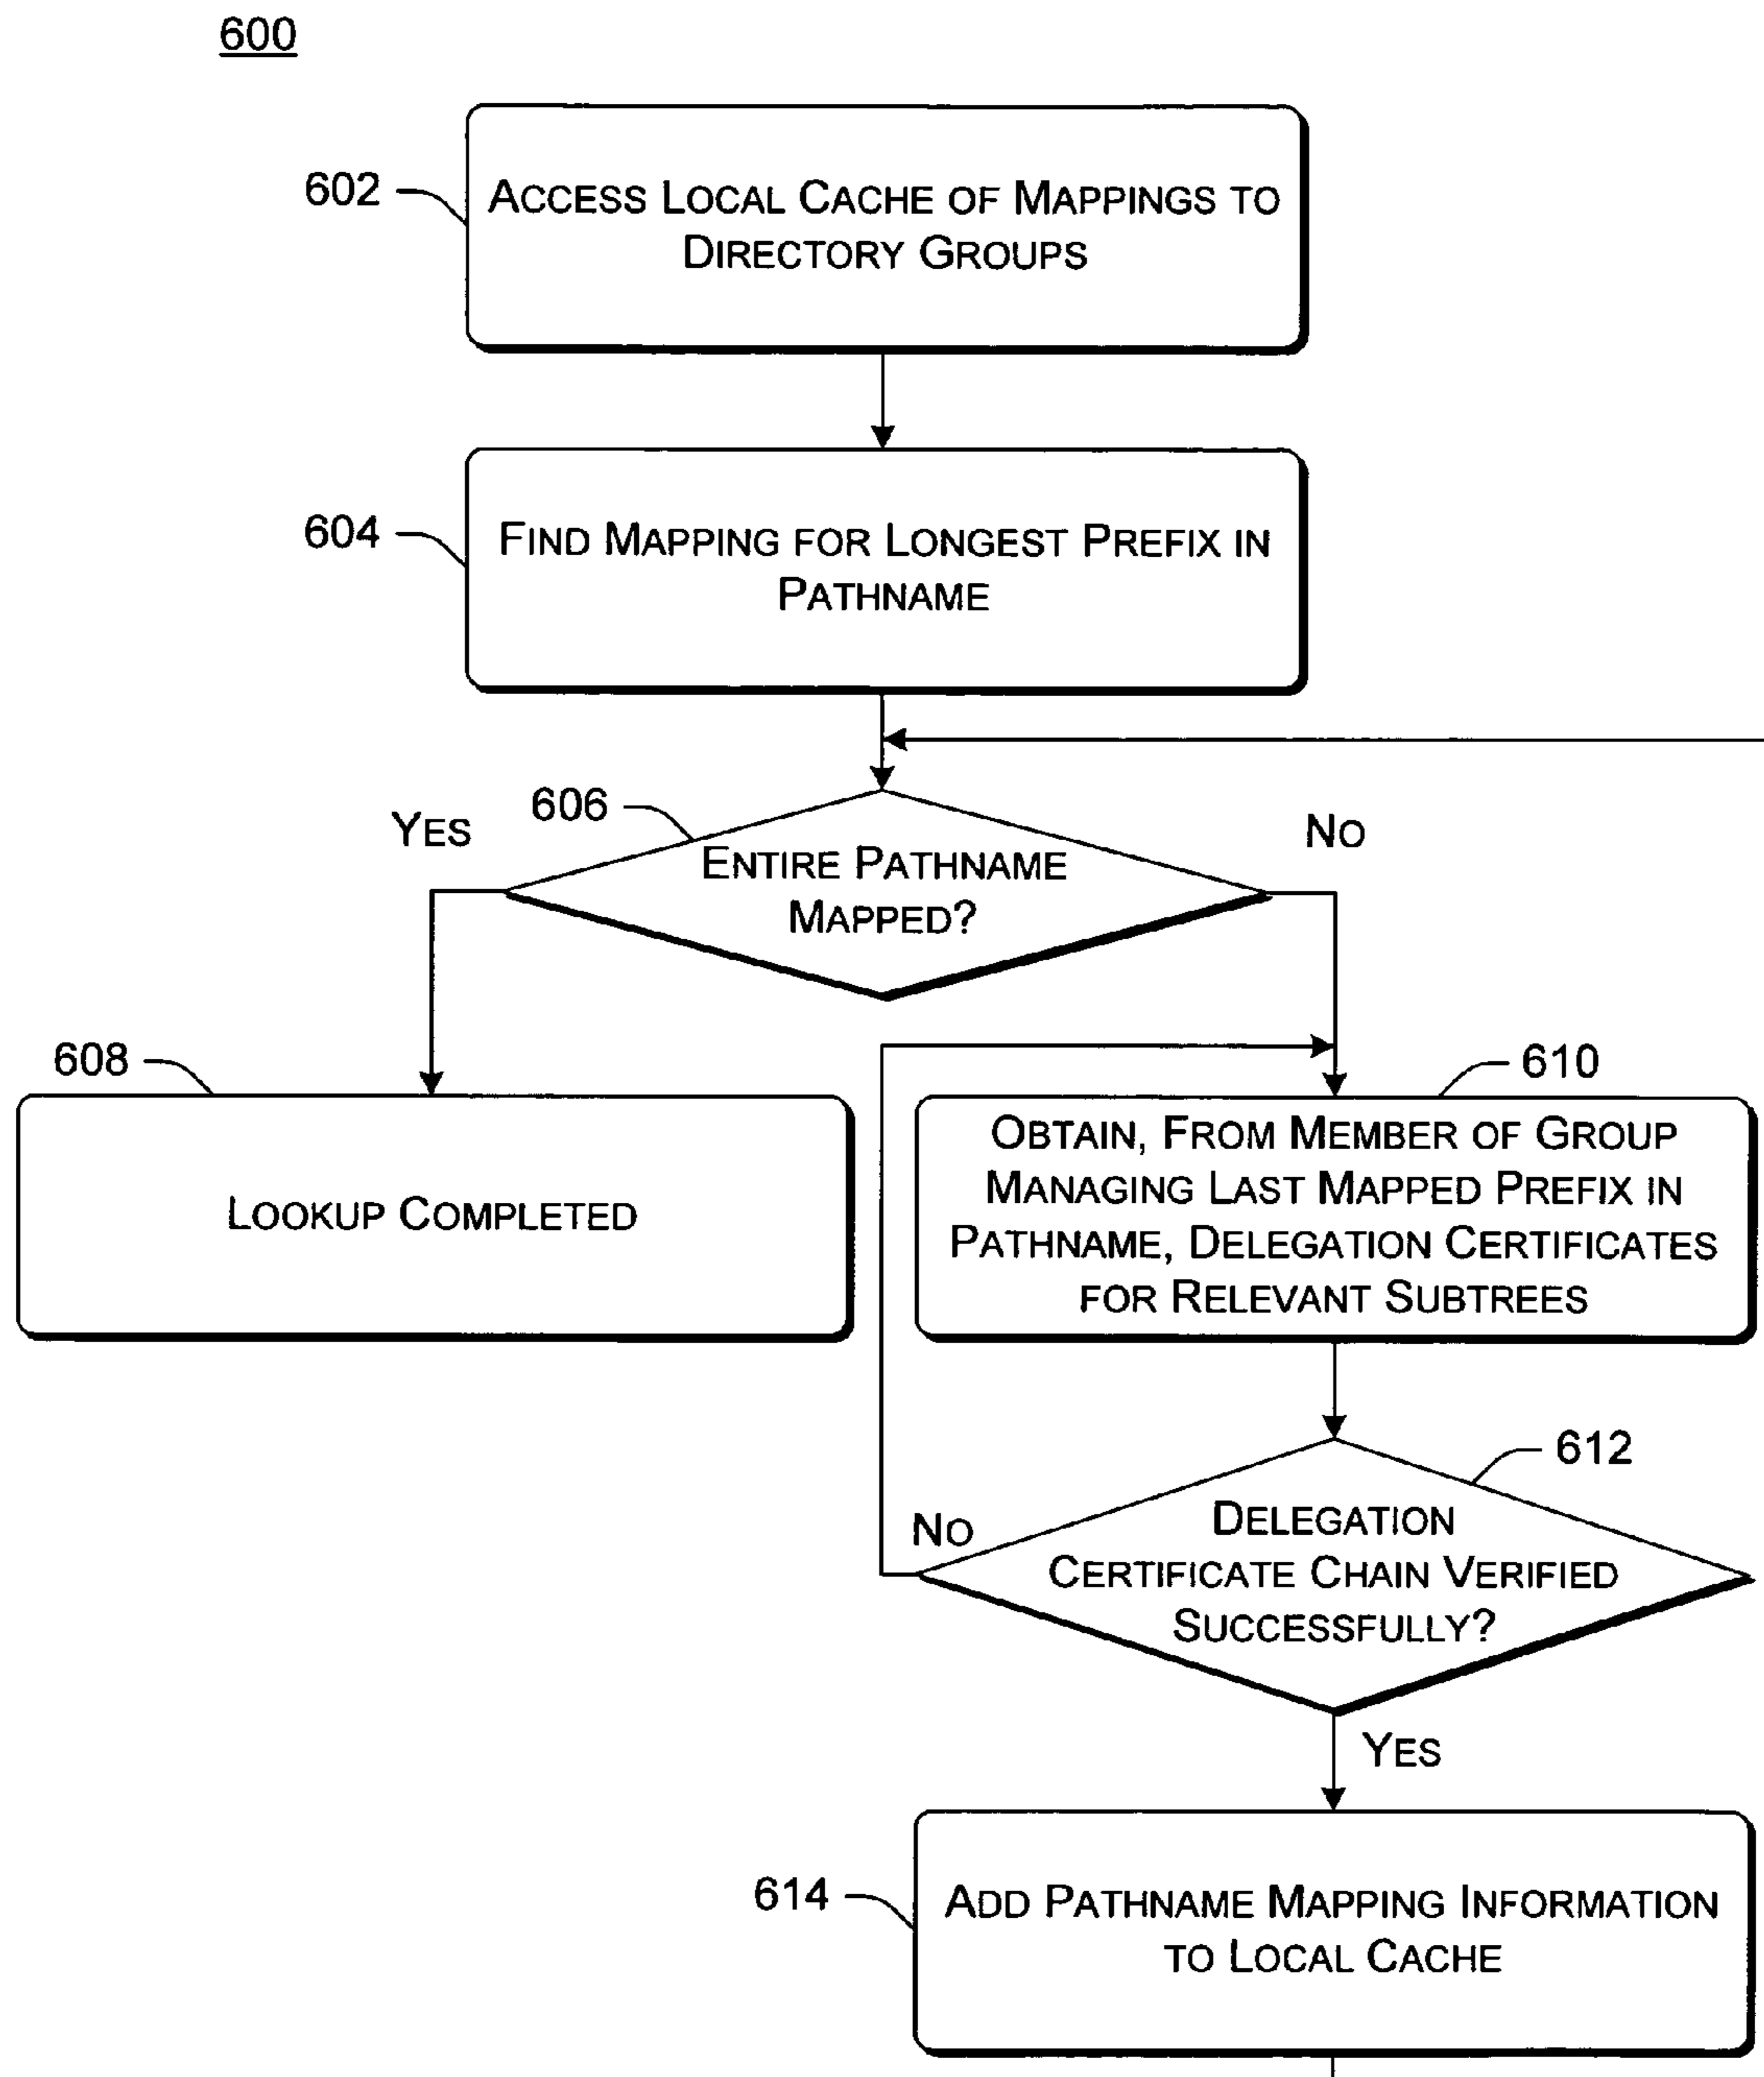 600
602
ACCESS LOCAL CACHE OF MAPPINGS TO
DIRECTORY GROUPS
604
FIND MAPPING FOR LONGEST PREFIX IN
PATHNAME
606
YES
NO
ENTIRE PATHNAME
MAPPED?
608
LOOKUP COMPLETED
610
OBTAIN, FROM MEMBER OF GROUP
MANAGING LAST MAPPED PREFIX IN
PATHNAME, DELEGATION CERTIFICATES
FOR RELEVANT SUBTREES
612
NO
DELEGATION
CERTIFICATE CHAIN VERIFIED
SUCCESSFULLY?
YES
614
ADD PATHNAME MAPPING INFORMATION
TO LOCAL CACHE